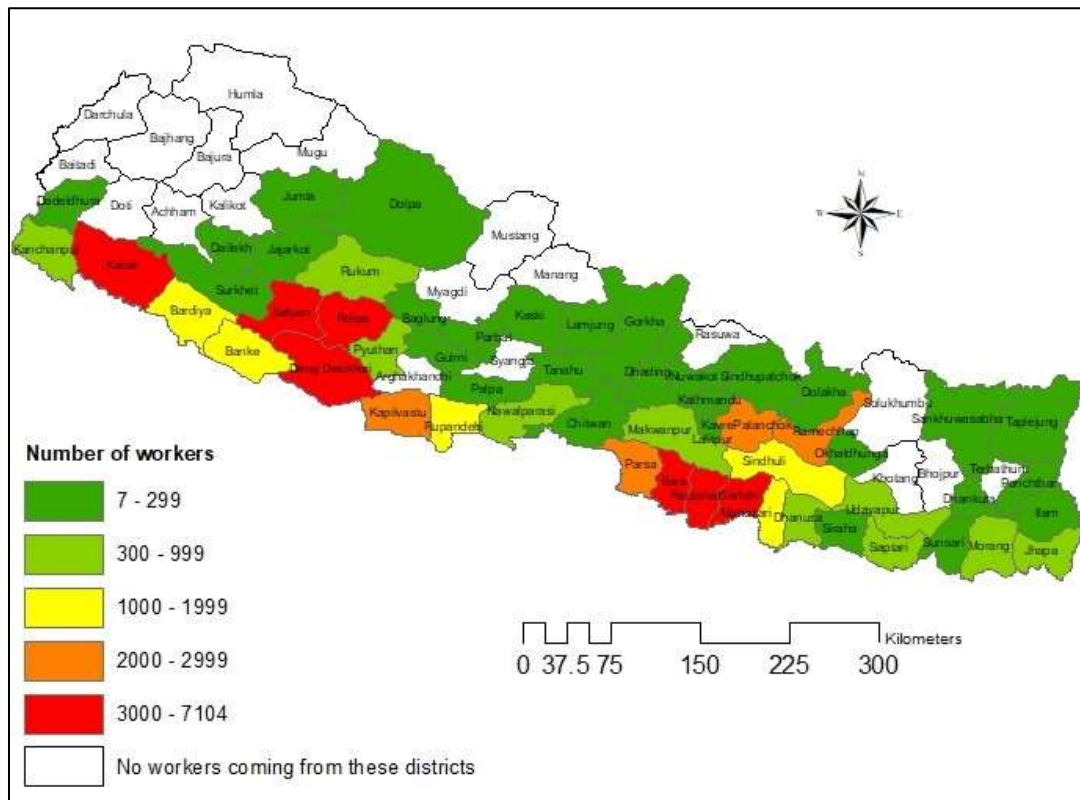 Humla
Darchula
Bajhang
Bajura
Mugu
Baitadi
Jumla
Dolpa
Dadeldhura
Doti
Achham
Kalikot
Mustang
Kanchanpur
Dailekh
Jajarkot
Manang
Kailali
Rukum
Surkhet
Myagdi
Bardiya
Salyan
Rolpa
Baglung
Kaski
Lamjung
Gorkha
Rasuwa
Banke
Pyuthan
Parbat
Gulmi
Syangja
Dang Deukhuri
Arghakhanchi
Tanahu
Dhading
Nuwakot
Sindhupalchok
Palpa
Dolakha
Solukhumbu
Kathmandu
Sankhuwasabha
Taplejung
Kapilvastu
Rupandehi
Nawalparasi
Chitwan
Makwanpur
Lalitpur
KavrePalanchok
Ramechhap
Okhaldhunga
Sindhuli
Khotang
Bhojpur
Terhathum
Panchthar
Parsa
Bara
Dhankuta
Ilam
Dhanusa
Udayapur
Siraha
Saptari
Sunsari
Morang
Jhapa
N
W E
S
Number of workers
7 - 299
300 - 999
1000 - 1999
2000 - 2999
3000 - 7104
No workers coming from these districts
Kilometers
0 37.5 75 150 225 300